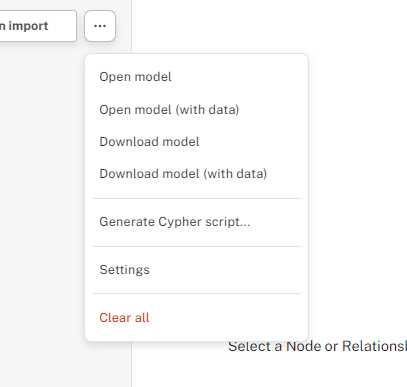 n import
...
Open model
Open model (with data)
Download model
Download model (with data)
Generate Cypher script...
Settings
Clear all
Select a Node or Relations